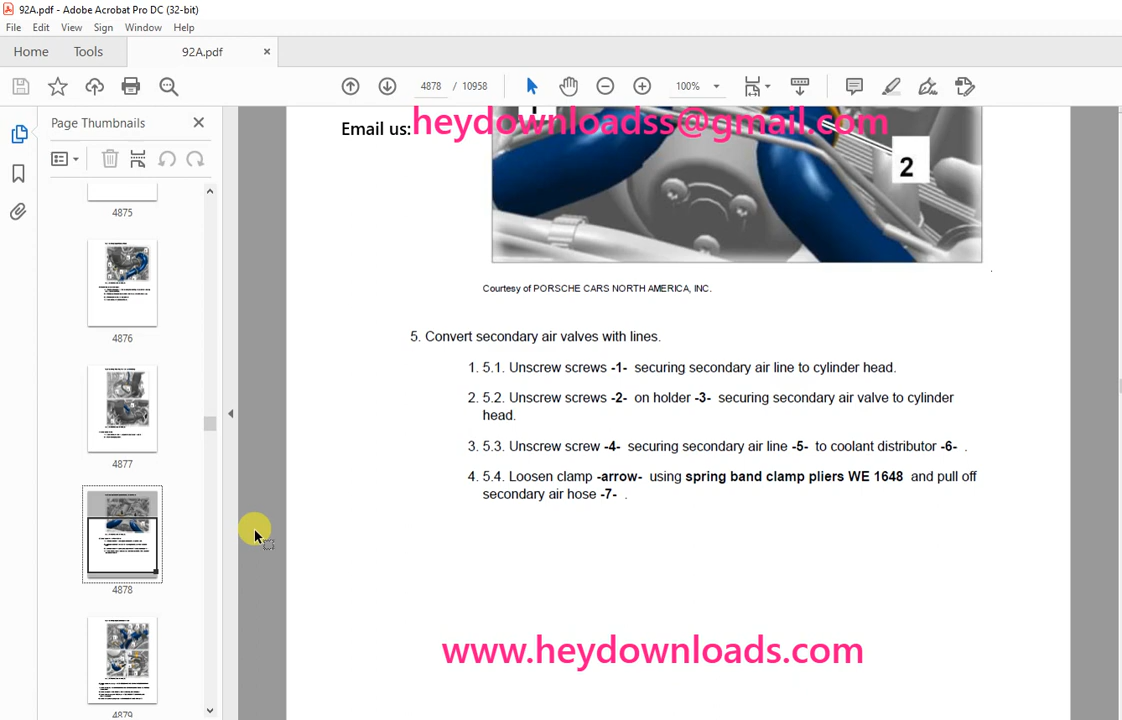 92A.pdf - Adobe Acrobat Pro DC (32-bit)
File Edit View Sign Window Help
Home Tools 92A.pdf ×
4878 / 10958 100%
Page Thumbnails
4875
4876
4877
4878
4879
Email us: heydownloadss@gmail.com
2
Courtesy of PORSCHE CARS NORTH AMERICA, INC.
5. Convert secondary air valves with lines.
1. 5.1. Unscrew screws -1- securing secondary air line to cylinder head.
2. 5.2. Unscrew screws -2- on holder -3- securing secondary air valve to cylinder
head.
3. 5.3. Unscrew screw -4- securing secondary air line -5- to coolant distributor -6- .
4. 5.4. Loosen clamp -arrow- using spring band clamp pliers WE 1648 and pull off
secondary air hose -7- .
www.heydownloads.com